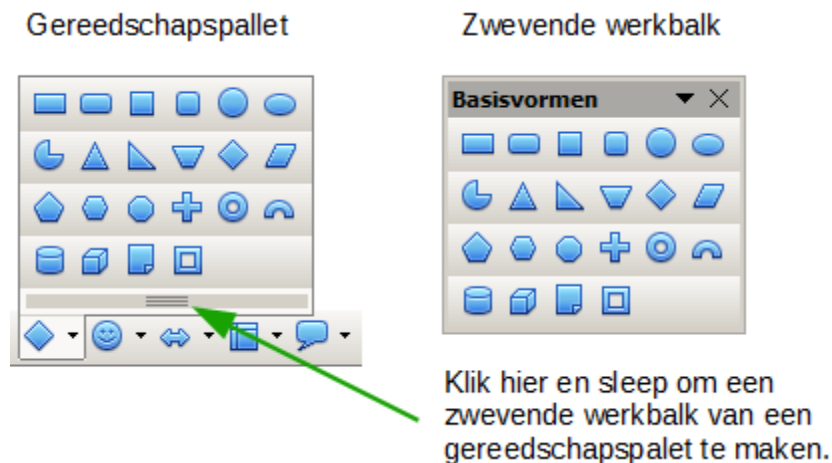 Gereedschapspallet
Zwevende werkbalk
Basisvormen
Klik hier en sleep om een
zwevende werkbalk van een
gereedschapspalet te maken.